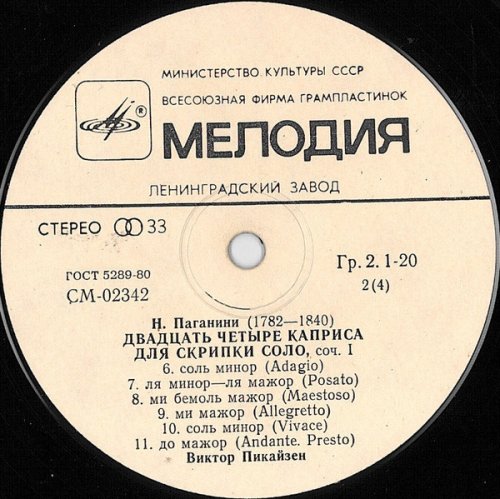 МИНИСТЕРСТВО КУЛЬТУРЫ СССР
ВСЕСОЮЗНАЯ ФИРМА ГРАМПЛАСТИНОК
®
МЕЛОДИЯ
ЛЕНИНГРАДСКИЙ ЗАВОД
СТЕРЕО 33
ГОСТ 5289-80
СМ-02342
Гр. 2. 1-20
2(4)
Н. Паганини (1782—1840)
ДВАДЦАТЬ ЧЕТЫРЕ КАПРИСА
ДЛЯ СКРИПКИ СОЛО, соч. 1
6. соль минор (Adagio)
7. ля минор—ля мажор (Posato)
8. ми бемоль мажор (Maestoso)
9. ми мажор (Allegretto)
10. соль минор (Vivace)
11. до мажор (Andante. Presto)
Виктор Пикайзен